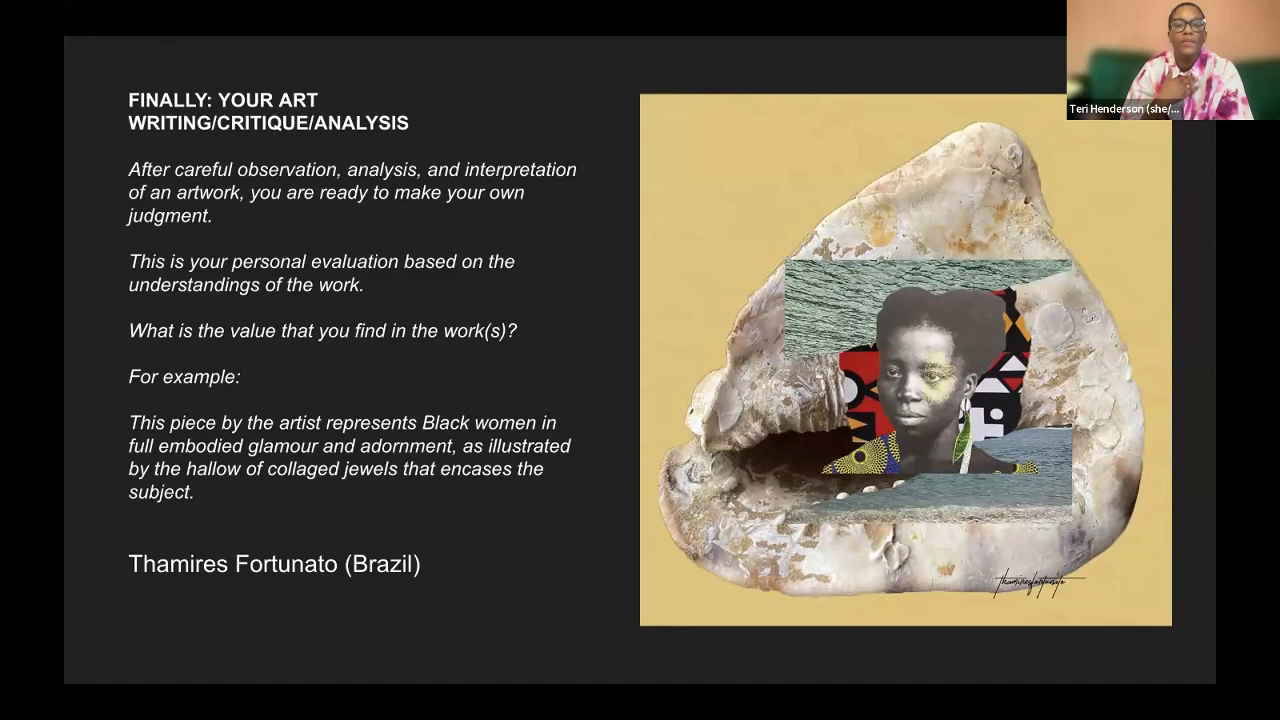 FINALLY: YOUR ART
WRITING/CRITIQUE/ANALYSIS
After careful observation, analysis, and interpretation
of an artwork, you are ready to make your own
judgment.
This is your personal evaluation based on the
understandings of the work.
What is the value that you find in the work(s)?
For example:
This piece by the artist represents Black women in
full embodied glamour and adornment, as illustrated
by the hallow of collaged jewels that encases the
subject.
Thamires Fortunato (Brazil)
Teri Henderson (she/...
thamiresfortunato